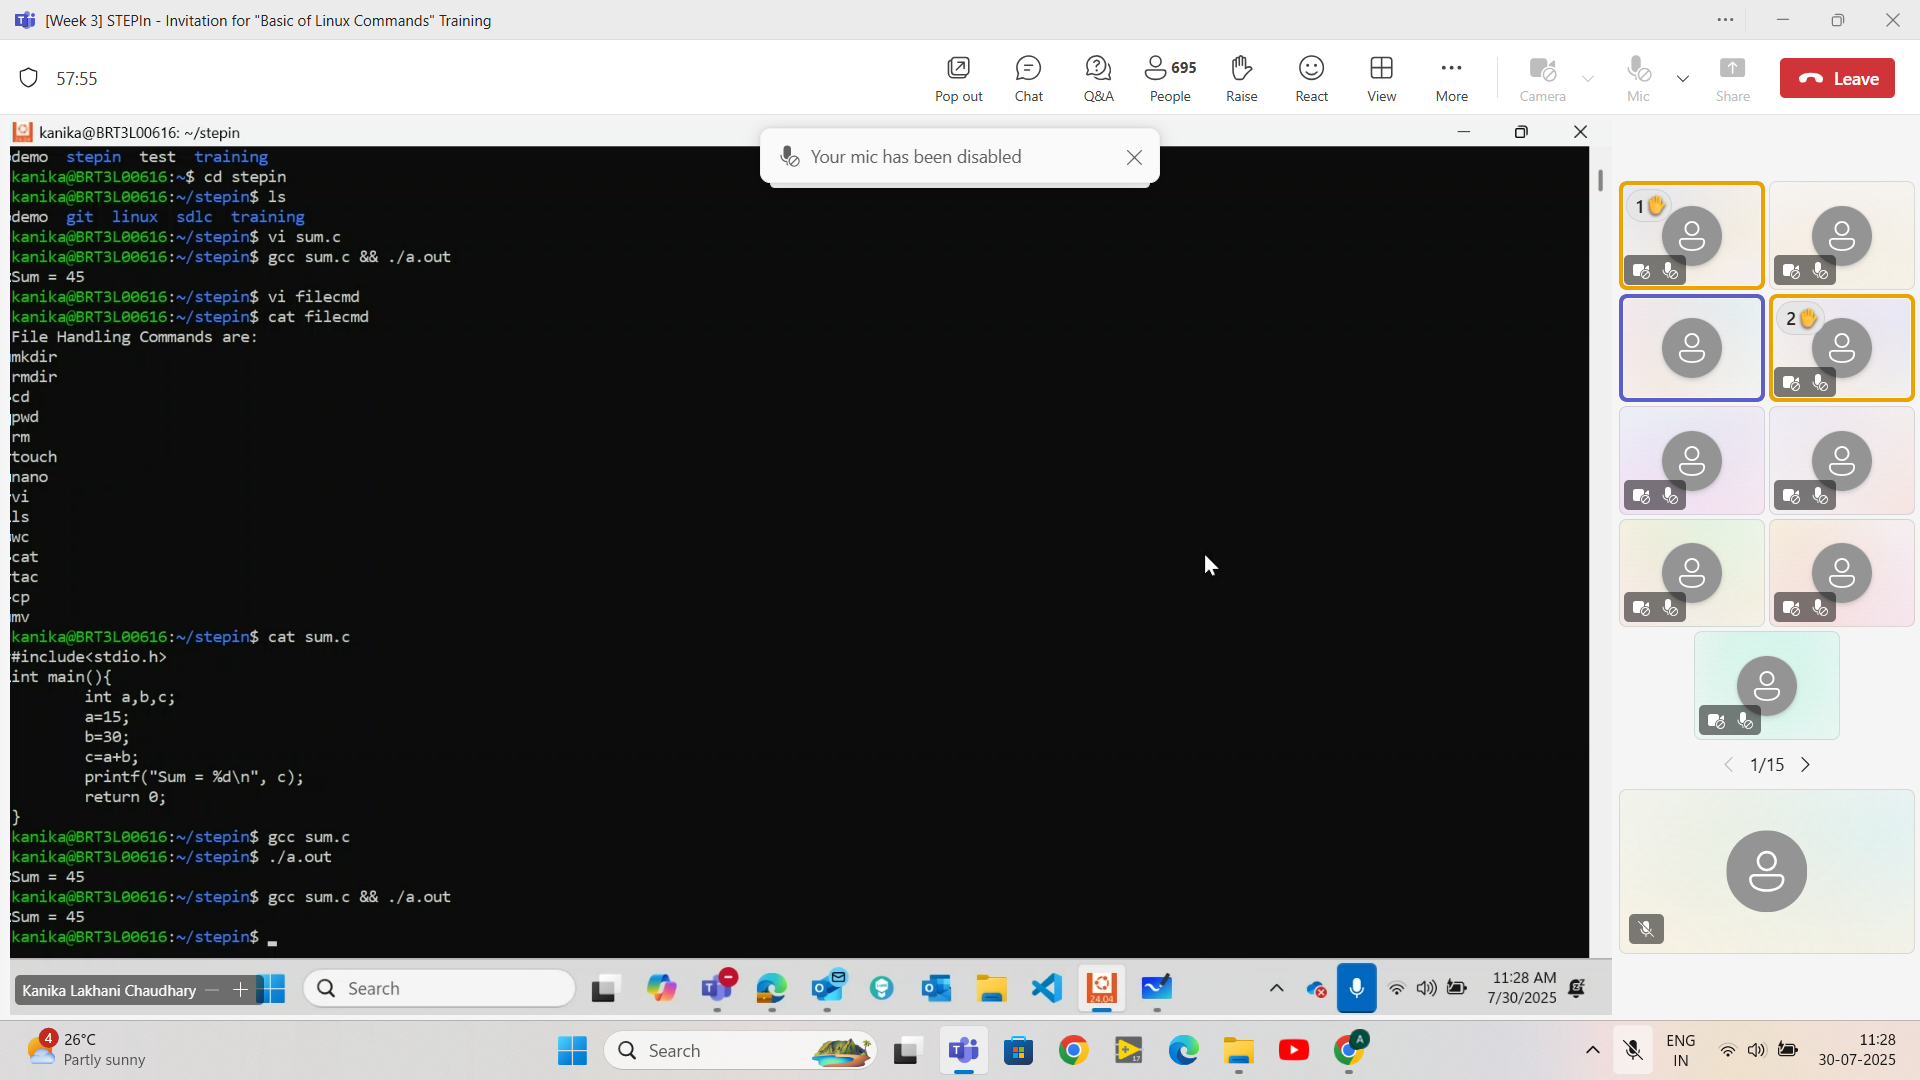 [Week 3] STEPIn - Invitation for "Basic of Linux Commands" Training
57:55
695
Pop out
Chat
Q&A
People
Raise
React
View
More
Camera
Mic
Share
Leave
kanika@BRT3L00616: ~/stepin
Your mic has been disabled
demo  stepin  test  training
kanika@BRT3L00616:~$ cd stepin
kanika@BRT3L00616:~/stepin$ ls
demo  git  linux  sdlc  training
kanika@BRT3L00616:~/stepin$ vi sum.c
kanika@BRT3L00616:~/stepin$ gcc sum.c && ./a.out
Sum = 45
kanika@BRT3L00616:~/stepin$ vi filecmd
kanika@BRT3L00616:~/stepin$ cat filecmd
File Handling Commands are:
mkdir
rmdir
cd
pwd
rm
touch
nano
vi
ls
wc
cat
tac
cp
mv
kanika@BRT3L00616:~/stepin$ cat sum.c
#include<stdio.h>
int main(){
        int a,b,c;
        a=15;
        b=30;
        c=a+b;
        printf("Sum = %d\n", c);
        return 0;
}
kanika@BRT3L00616:~/stepin$ gcc sum.c
kanika@BRT3L00616:~/stepin$ ./a.out
Sum = 45
kanika@BRT3L00616:~/stepin$ gcc sum.c && ./a.out
Sum = 45
kanika@BRT3L00616:~/stepin$
1
2
1/15
Kanika Lakhani Chaudhary
Search
24.04
11:28 AM
7/30/2025
4
26°C
Partly sunny
Search
17
A
ENG
IN
11:28
30-07-2025